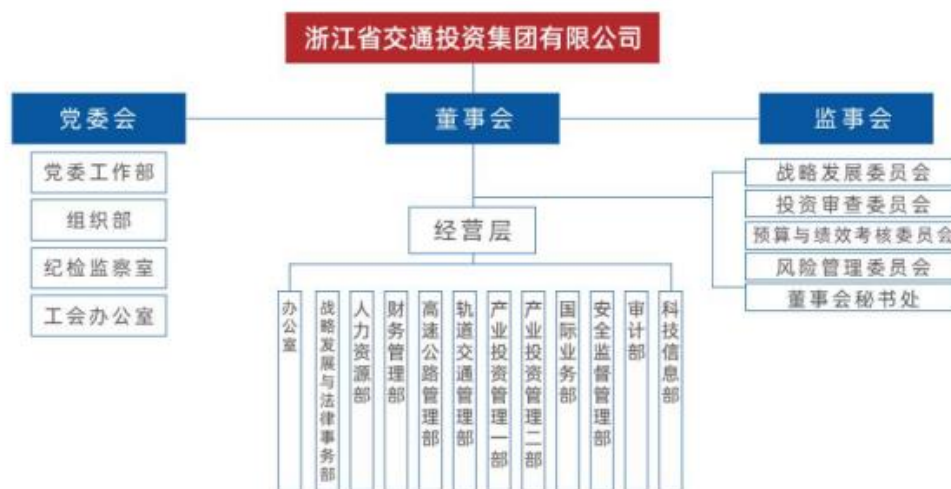 浙江省交通投资集团有限公司
党委会
董事会
监事会
党委工作部
组织部
纪检监察室
工会办公室
战略发展委员会
投资审查委员会
预算与绩效考核委员会
风险管理委员会
董事会秘书处
经营层
办公室
战略发展与法律事务部
人力资源部
财务管理部
高速公路管理部
轨道交通管理部
产业投资管理一部
产业投资管理二部
国际业务部
安全监督管理部
审计部
科技信息部